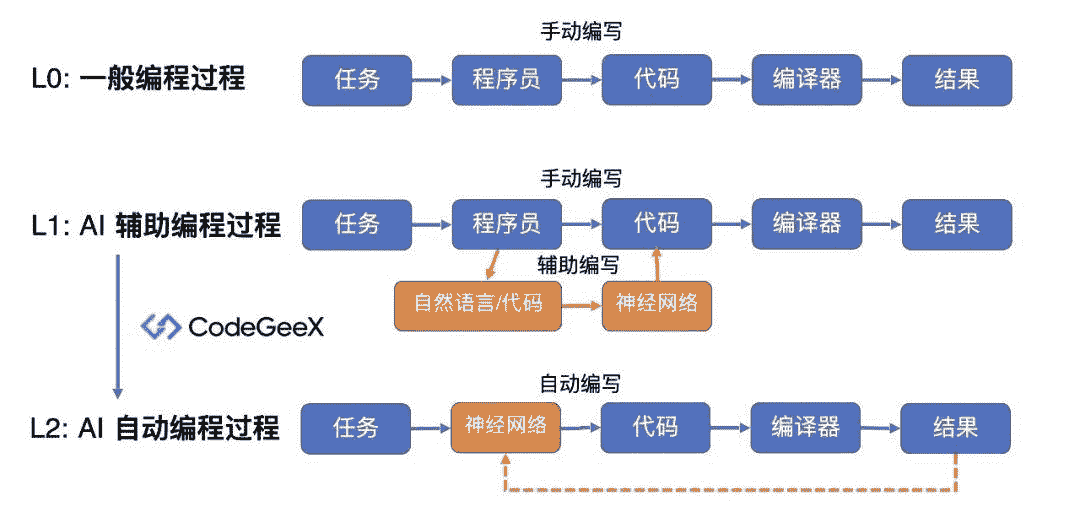 手动编写
L0: 一般编程过程
任务
程序员
代码
编译器
结果
手动编写
L1: AI 辅助编程过程
任务
程序员
代码
编译器
结果
辅助编写
自然语言/代码
神经网络
CodeGeeX
自动编写
L2: AI 自动编程过程
任务
神经网络
代码
编译器
结果